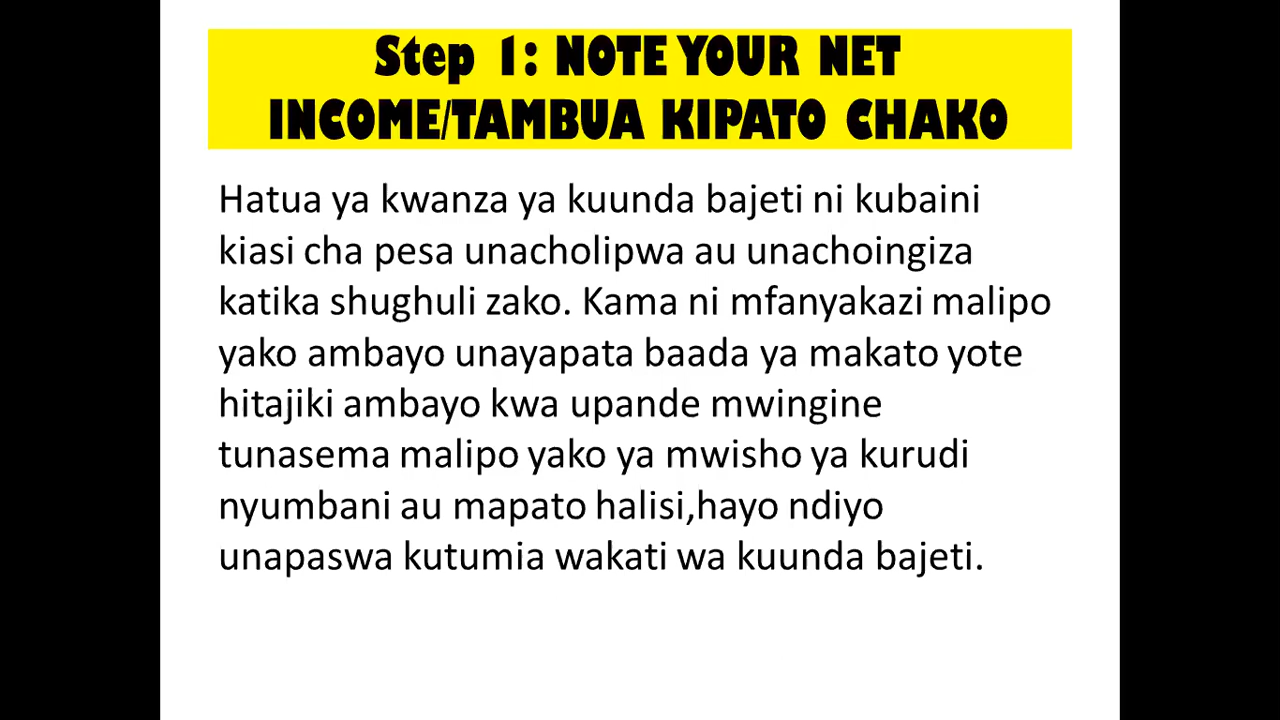 Step 1: NOTE YOUR NET
INCOME/TAMBUA KIPATO CHAKO
Hatua ya kwanza ya kuunda bajeti ni kubaini
kiasi cha pesa unacholipwa au unachoingiza
katika shughuli zako. Kama ni mfanyakazi malipo
yako ambayo unayapata baada ya makato yote
hitajiki ambayo kwa upande mwingine
tunasema malipo yako ya mwisho ya kurudi
nyumbani au mapato halisi,hayo ndiyo
unapaswa kutumia wakati wa kuunda bajeti.